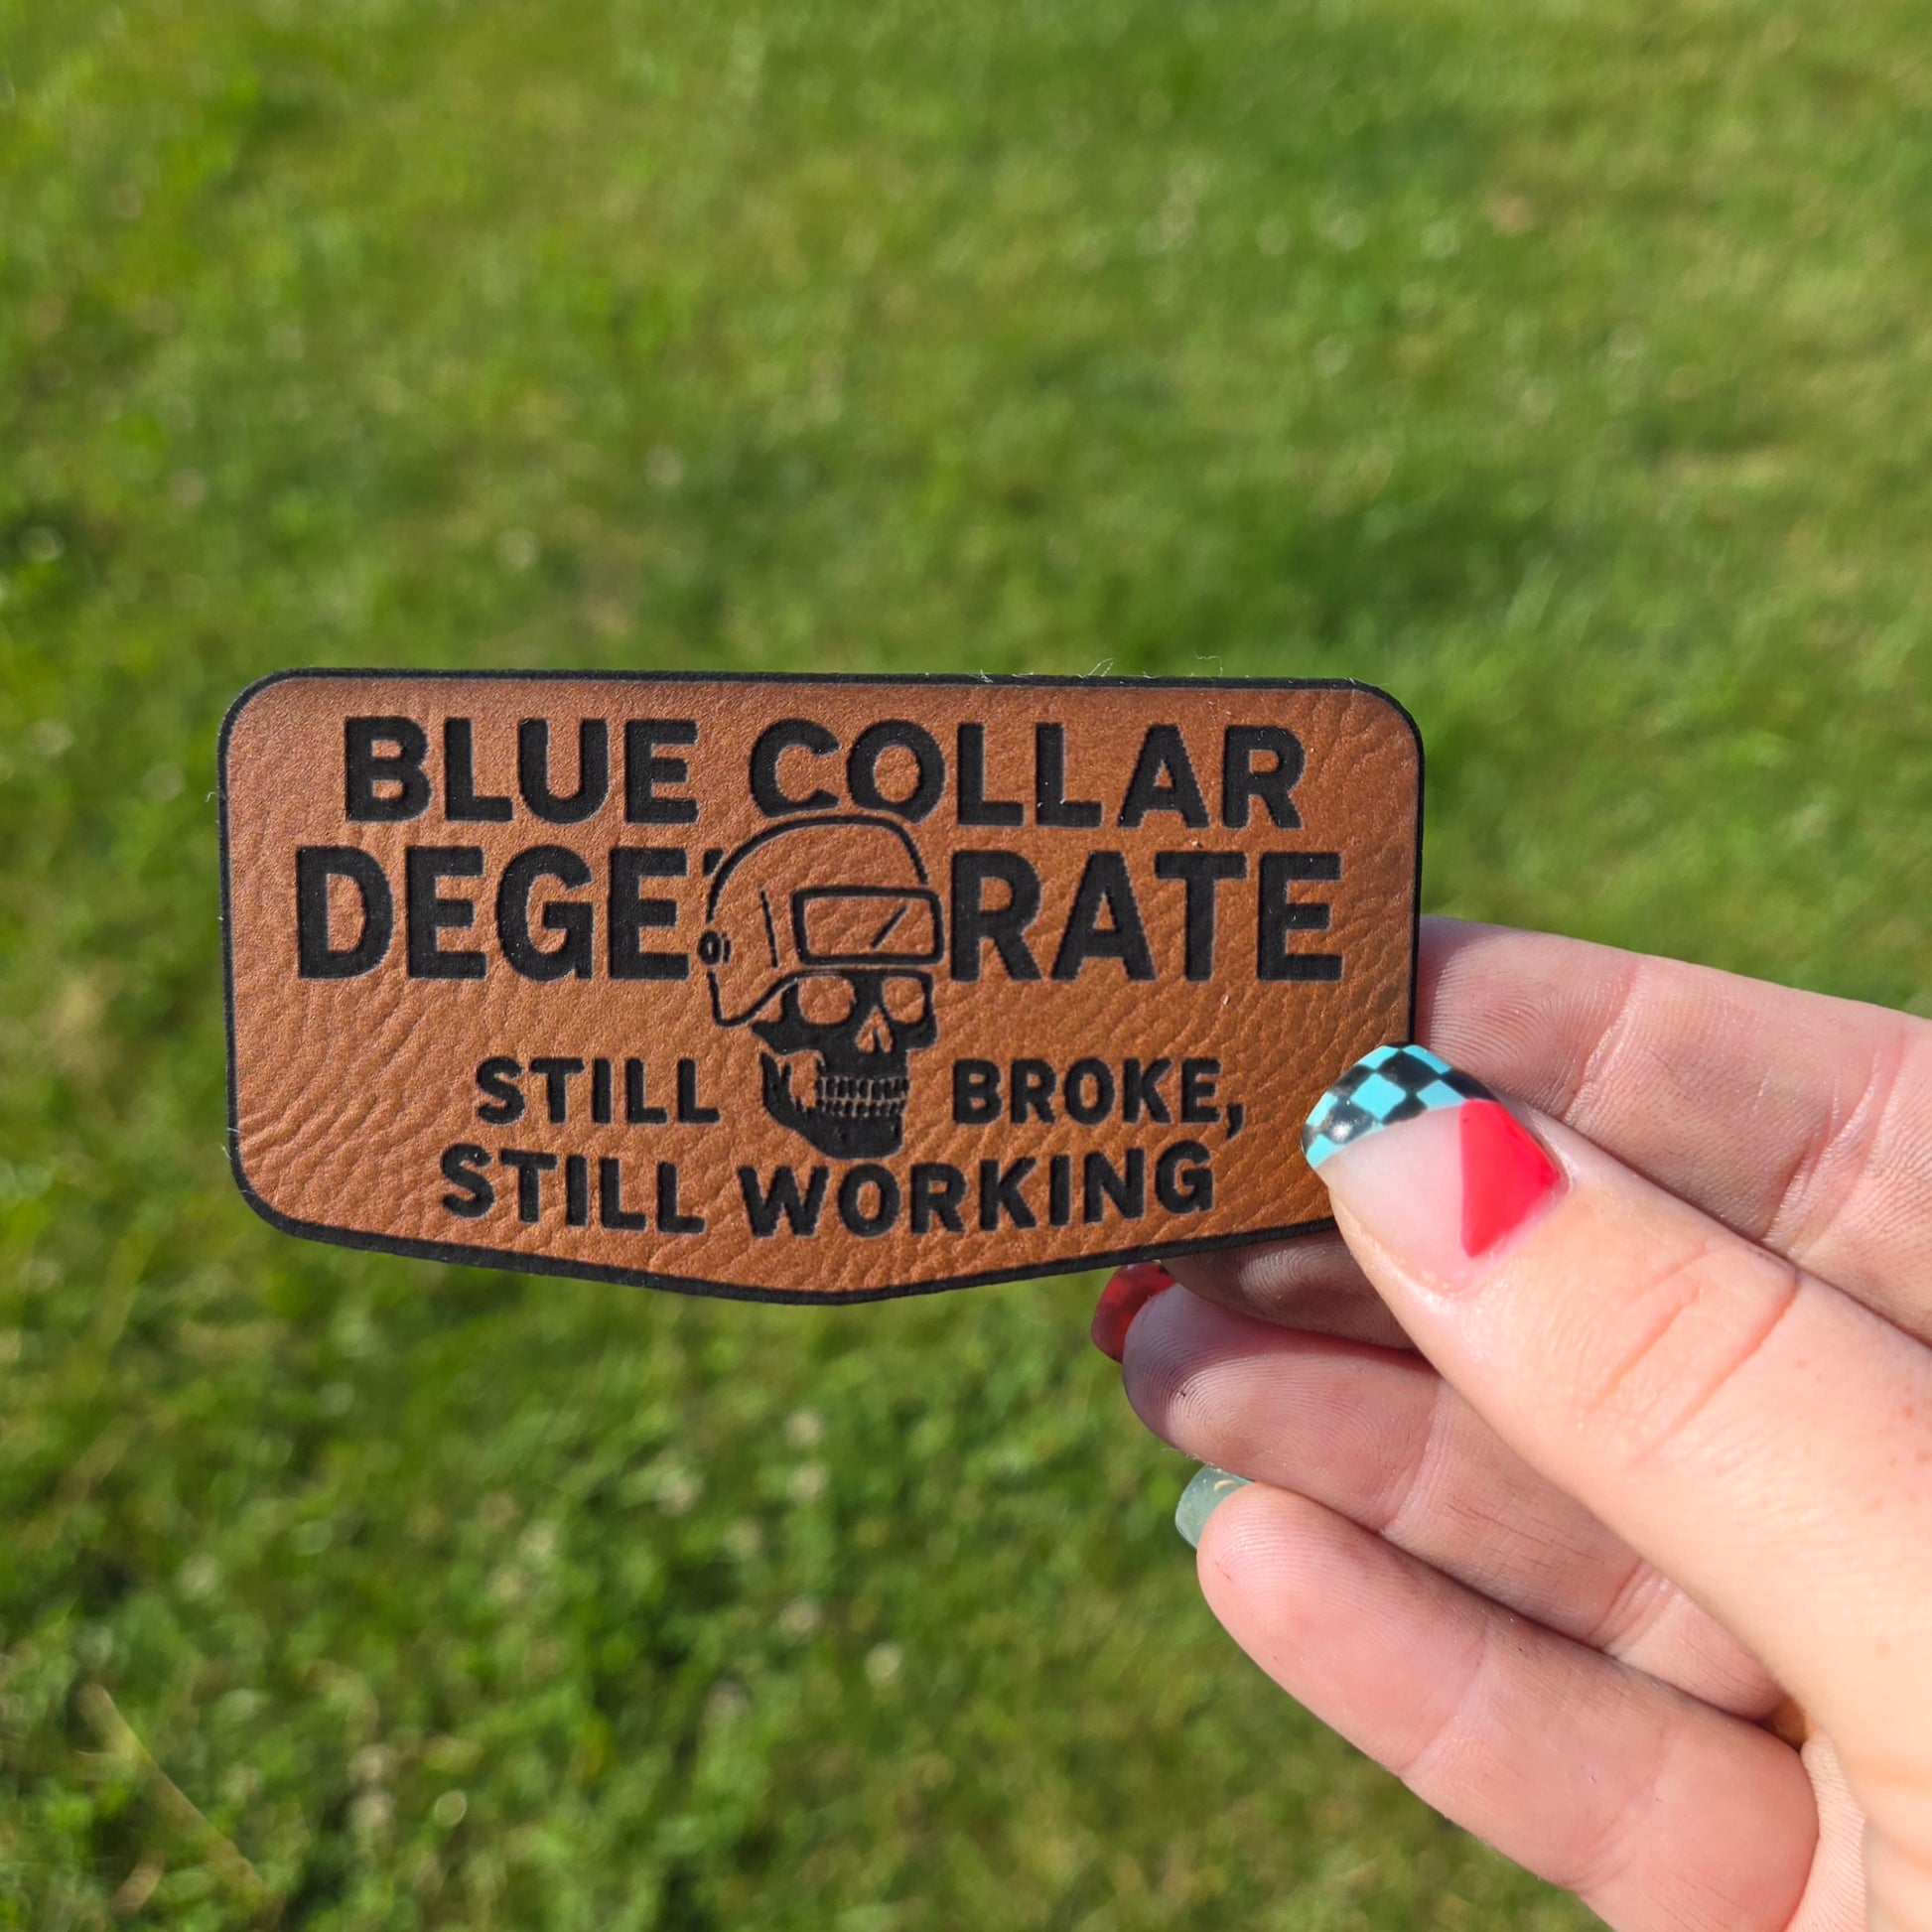 BLUE COLLAR
DEGE RATE
STILL BROKE,
STILL WORKING